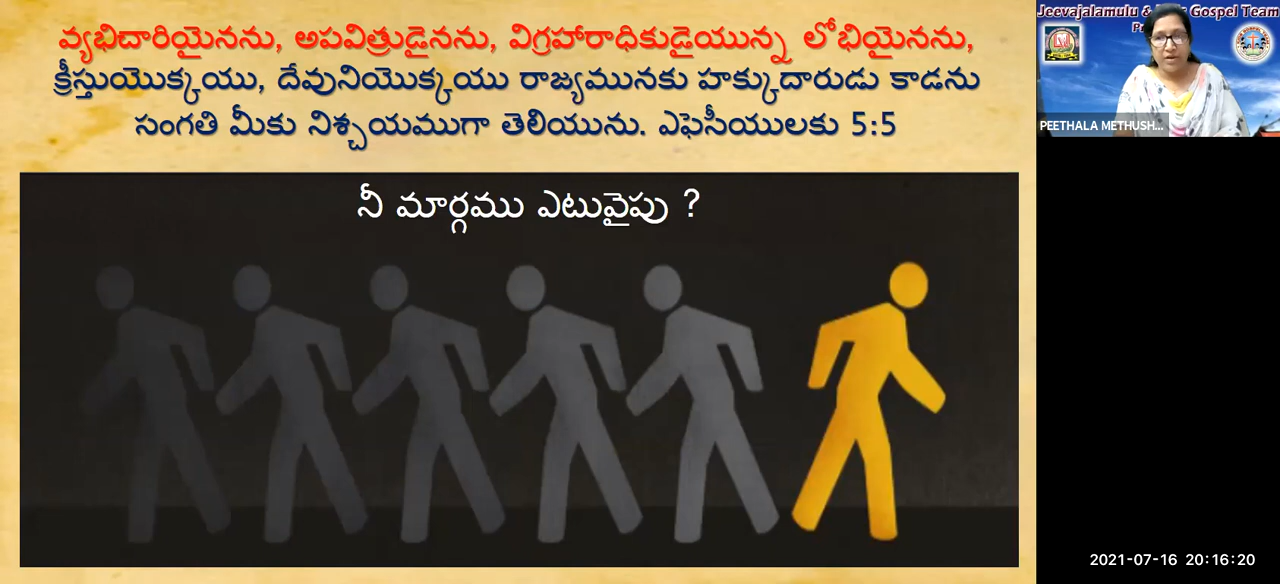 వ్యభిచారియైనను, అపవిత్రుడైనను, విగ్రహారాధికుడైయున్న లోభియైనను,
క్రీస్తుయొక్కయు, దేవునియొక్కయు రాజ్యమునకు హక్కుదారుడు కాడను
సంగతి మీకు నిశ్చయముగా తెలియును. ఎఫెసీయులకు 5:5
నీ మార్గము ఎటువైపు ?
Jeevajalamulu & Gospel Team
PEETHALA METHUSH...
2021-07-16 20:16:20